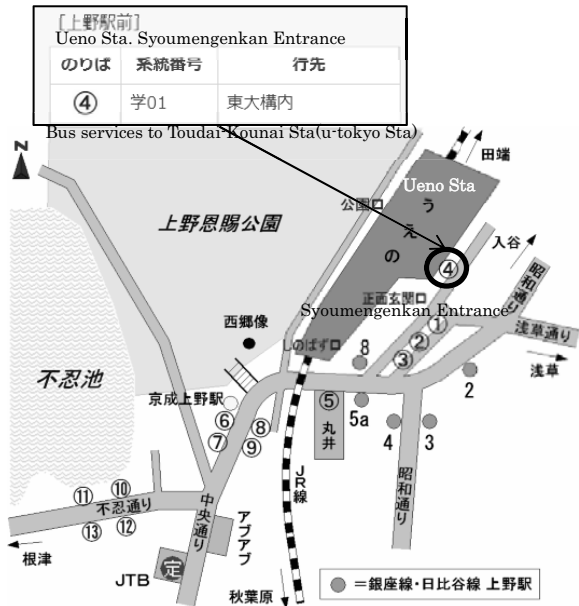 [上野駅前]
Ueno Sta. Syoumengenkan Entrance
のりば 系統番号 行先
④ 学01 東大構内
Bus services to Toudai-Kounai Sta(u-tokyo Sta)
N
田端
Ueno Sta
公園口
うえの
上野恩賜公園
入谷
④
昭和通り
正面玄関口
Syoumengenkan Entrance
①
②
③
浅草通り
浅草
西郷像
しのばず口
8
2
不忍池
京成上野駅
⑤
5a
丸井
4
3
⑥
⑦
⑧
⑨
JR線
昭和通り
⑪
⑩
不忍通り
⑬
⑫
中央通り
アブアブ
根津
定
JTB
秋葉原
=銀座線・日比谷線 上野駅